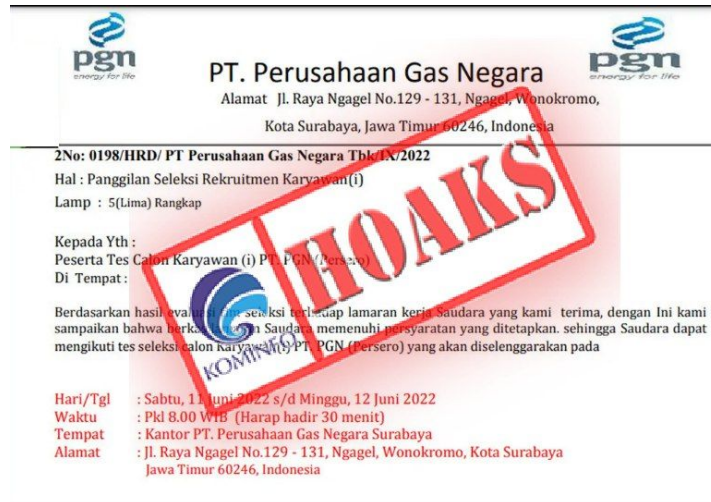 pgn
energy for life
pgn
energy for life
PT. Perusahaan Gas Negara
Alamat Jl. Raya Ngagel No.129 - 131, Ngagel, Wonokromo,
Kota Surabaya, Jawa Timur 60246, Indonesia
2No: 0198/HRD/ PT Perusahaan Gas Negara Tbk/IX/2022
Hal : Panggilan Seleksi Rekruitmen Karyawan(i)
Lamp : 5(Lima) Rangkap
Kepada Yth :
Peserta Tes Calon Karyawan (i) PT. PGN (Persero)
Di Tempat :
HOAKS
KOMINFO
Berdasarkan hasil evaluasi tim seleksi terhadap lamaran kerja Saudara yang kami terima, dengan Ini kami
sampaikan bahwa berkas lamaran Saudara memenuhi persyaratan yang ditetapkan. sehingga Saudara dapat
mengikuti tes seleksi calon Karyawan(i) PT. PGN (Persero) yang akan diselenggarakan pada
Hari/Tgl : Sabtu, 11 Juni 2022 s/d Minggu, 12 Juni 2022
Waktu : Pkl 8.00 WIB (Harap hadir 30 menit)
Tempat : Kantor PT. Perusahaan Gas Negara Surabaya
Alamat : Jl. Raya Ngagel No.129 - 131, Ngagel, Wonokromo, Kota Surabaya
Jawa Timur 60246, Indonesia